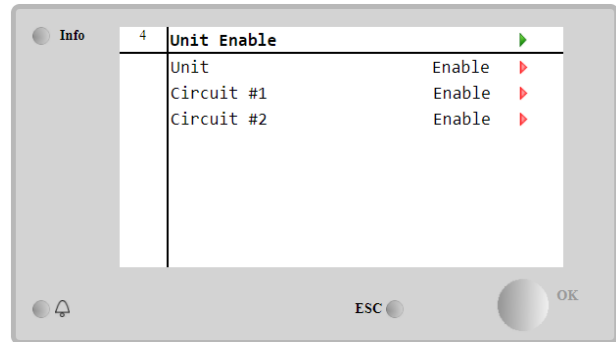 Info
4 Unit Enable
Unit Enable
Circuit #1 Enable
Circuit #2 Enable
ESC
OK